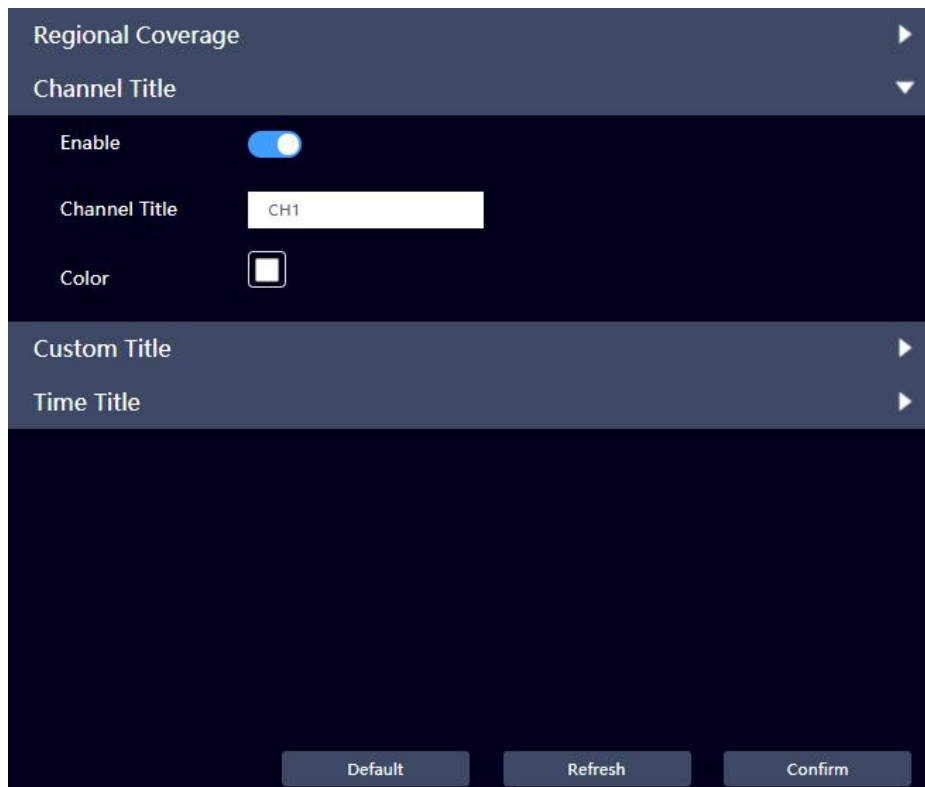 Regional Coverage
Channel Title
Enable
Channel Title
CH1
Color
Custom Title
Time Title
Default
Refresh
Confirm